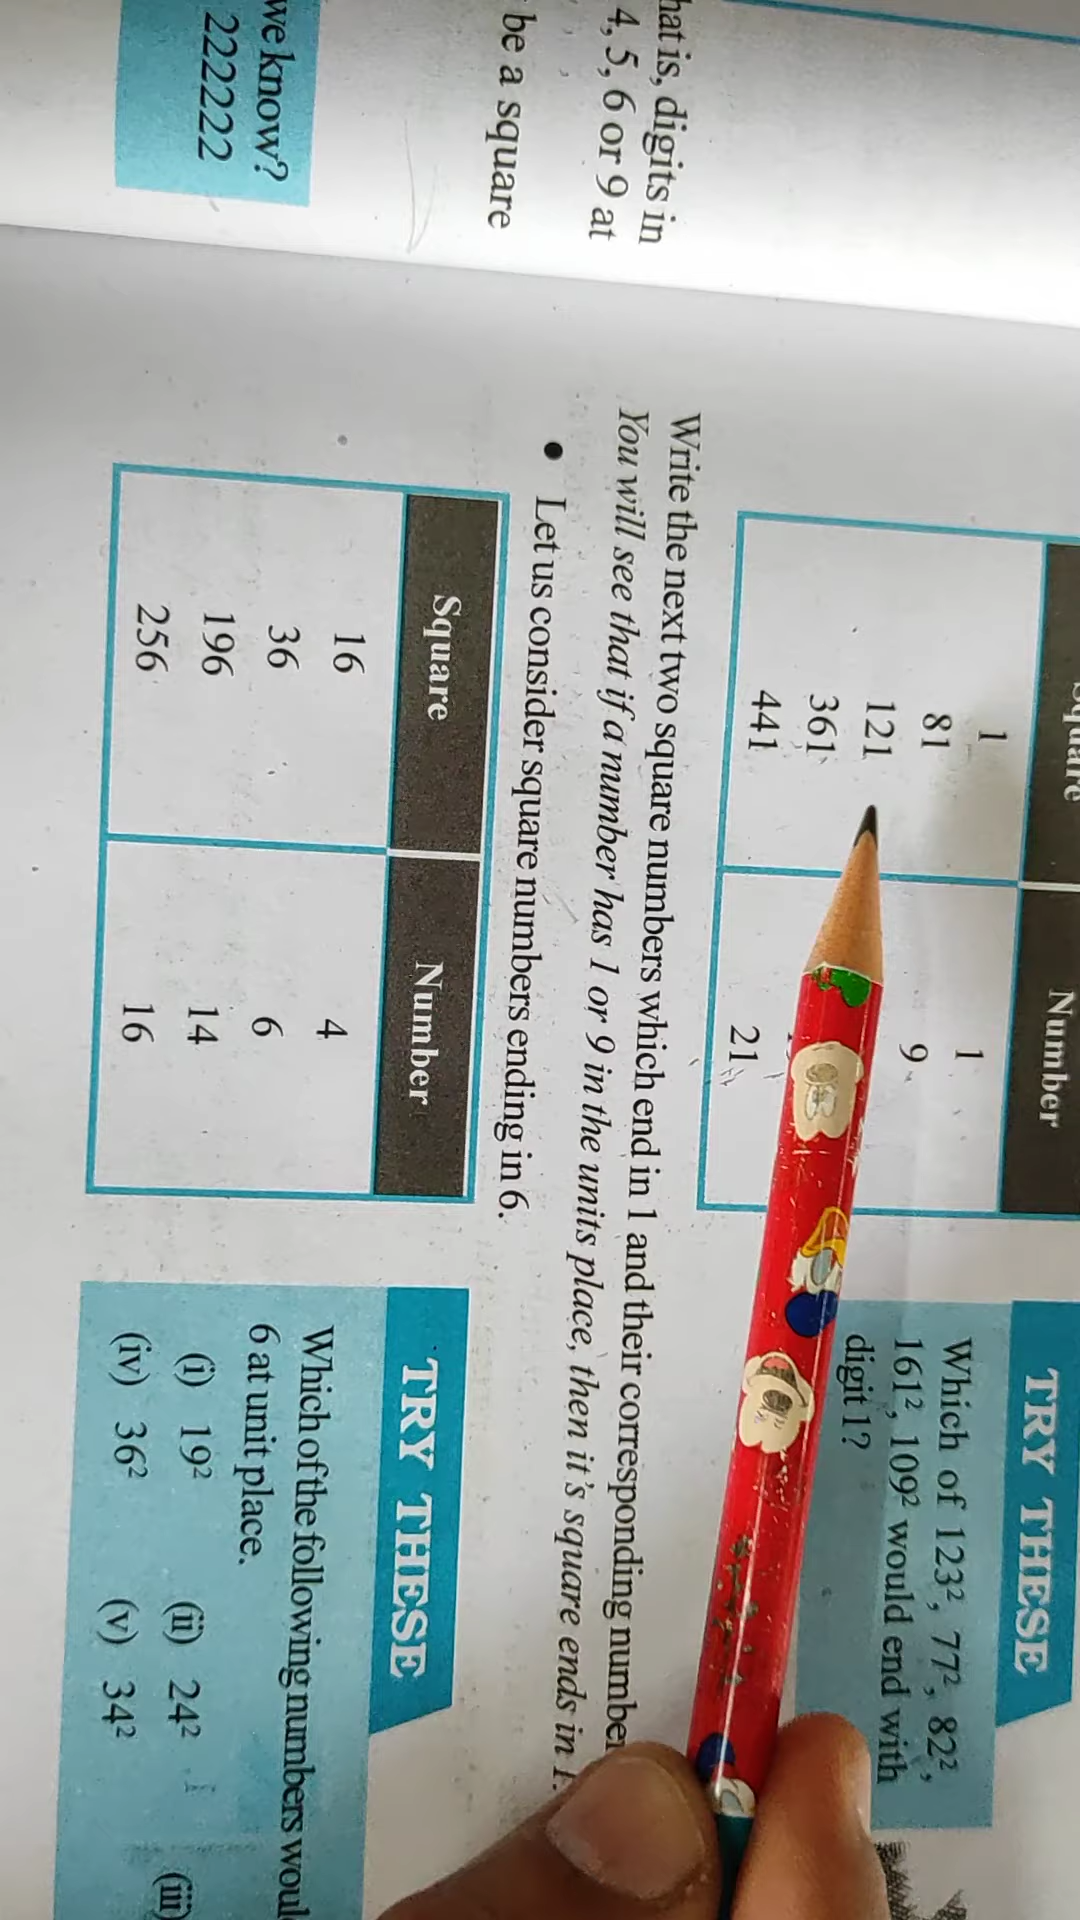 hat is, digits in
4, 5, 6 or 9 at
be a square
we know?
222222
Square Number
1 1
81 9
121
361
441 21
TRY THESE
Which of 123², 77², 82²,
161², 109² would end with
digit 1?
Write the next two square numbers which end in 1 and their corresponding number
You will see that if a number has 1 or 9 in the units place, then it's square ends in 1.
• Let us consider square numbers ending in 6.
Square Number
16 4
36 6
196 14
256 16
TRY THESE
Which of the following numbers woul
6 at unit place.
(i) 19² (ii) 24² (iii)
(iv) 36² (v) 34²